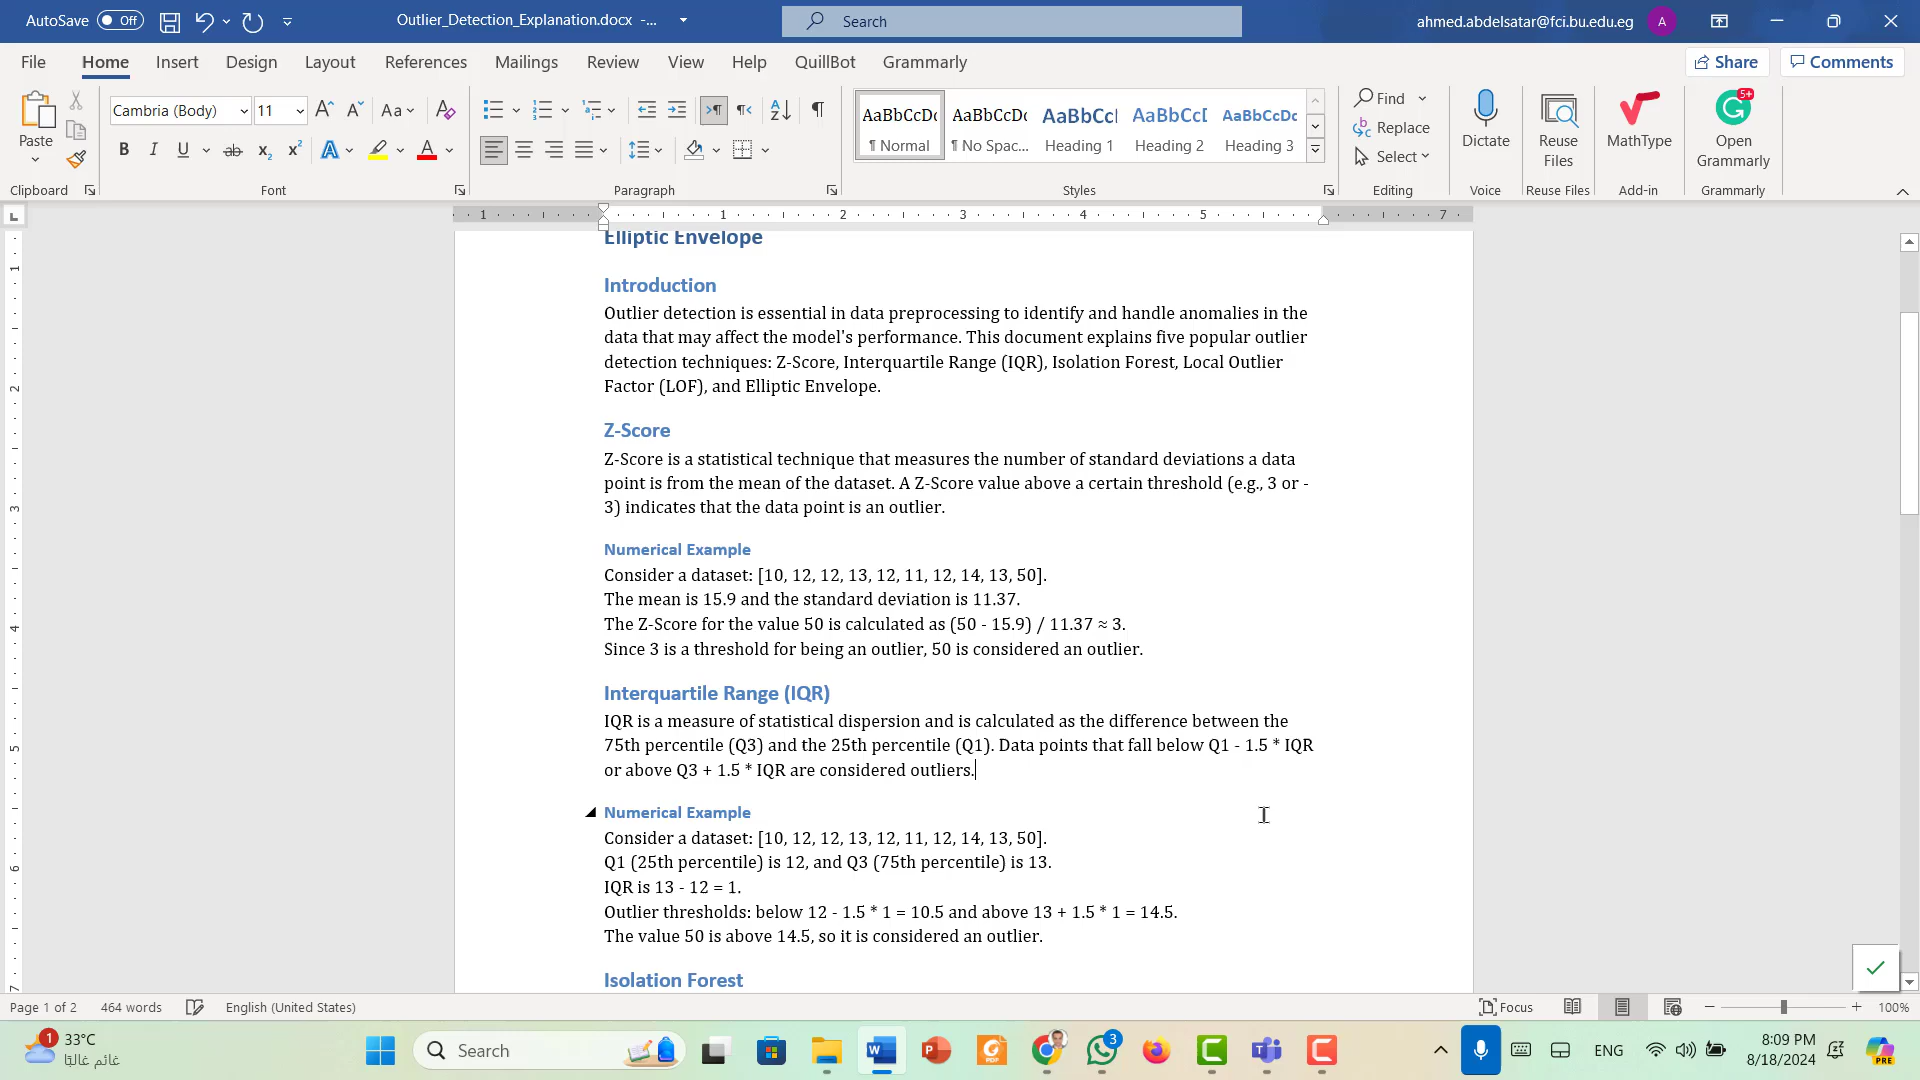 AutoSave Off Outlier_Detection_Explanation.docx -... Search ahmed.abdelsatar@fci.bu.edu.eg A
File Home Insert Design Layout References Mailings Review View Help QuillBot Grammarly Share Comments
Cambria (Body) 11
Paste
Find
Replace
Select
Dictate
Reuse Files
MathType
Open Grammarly
AaBbCcDc AaBbCcDc AaBbCcI AaBbCcD AaBbCcDc
¶ Normal ¶ No Spac... Heading 1 Heading 2 Heading 3
Clipboard Font Paragraph Styles Editing Voice Reuse Files Add-in Grammarly
1 1 2 3 4 5 7
Elliptic Envelope
Introduction
Outlier detection is essential in data preprocessing to identify and handle anomalies in the
data that may affect the model's performance. This document explains five popular outlier
detection techniques: Z-Score, Interquartile Range (IQR), Isolation Forest, Local Outlier
Factor (LOF), and Elliptic Envelope.
Z-Score
Z-Score is a statistical technique that measures the number of standard deviations a data
point is from the mean of the dataset. A Z-Score value above a certain threshold (e.g., 3 or -
3) indicates that the data point is an outlier.
Numerical Example
Consider a dataset: [10, 12, 12, 13, 12, 11, 12, 14, 13, 50].
The mean is 15.9 and the standard deviation is 11.37.
The Z-Score for the value 50 is calculated as (50 - 15.9) / 11.37 ≈ 3.
Since 3 is a threshold for being an outlier, 50 is considered an outlier.
Interquartile Range (IQR)
IQR is a measure of statistical dispersion and is calculated as the difference between the
75th percentile (Q3) and the 25th percentile (Q1). Data points that fall below Q1 - 1.5 * IQR
or above Q3 + 1.5 * IQR are considered outliers.
Numerical Example
Consider a dataset: [10, 12, 12, 13, 12, 11, 12, 14, 13, 50].
Q1 (25th percentile) is 12, and Q3 (75th percentile) is 13.
IQR is 13 - 12 = 1.
Outlier thresholds: below 12 - 1.5 * 1 = 10.5 and above 13 + 1.5 * 1 = 14.5.
The value 50 is above 14.5, so it is considered an outlier.
Isolation Forest
Page 1 of 2 464 words English (United States) Focus 100%
33°C
غائم غالبًا
Search
ENG
8:09 PM
8/18/2024